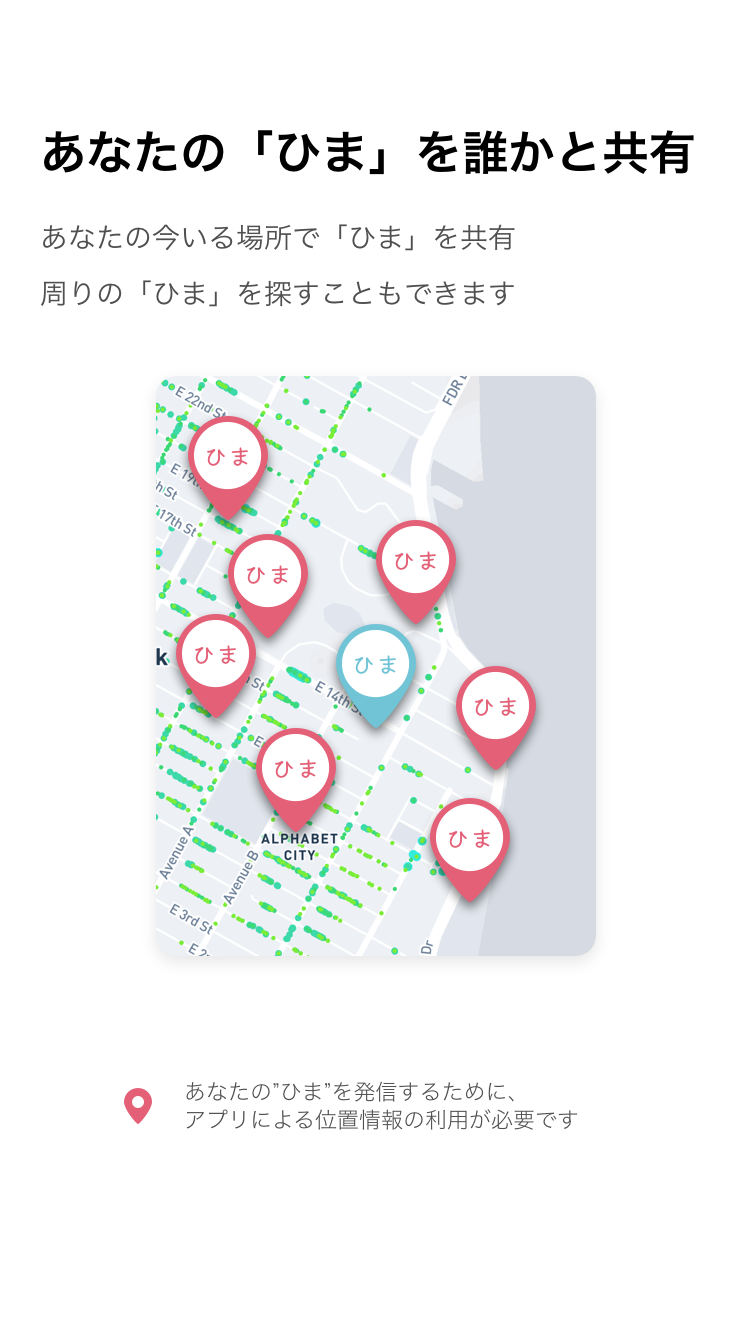 あなたの「ひま」を誰かと共有
あなたの今いる場所で「ひま」を共有
周りの「ひま」を探すこともできます
FDR
E 22nd St
ひま
E 19th
h St
17th St
ひま
ひま
ひま
k
ひま
St
E 14th St
ひま
E
ひま
ALPHABET
CITY
ひま
Avenue A
Avenue B
E 3rd St
Dr
E 2
あなたの”ひま”を発信するために、
アプリによる位置情報の利用が必要です